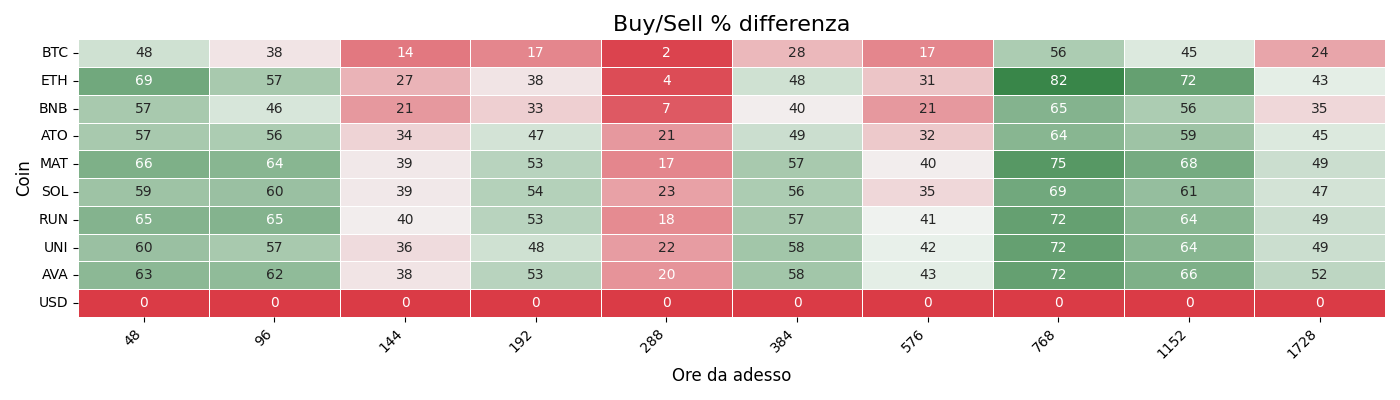 Buy/Sell % differenza
Coin
BTC 48 38 14 17 2 28 17 56 45 24
ETH 69 57 27 38 4 48 31 82 72 43
BNB 57 46 21 33 7 40 21 65 56 35
ATO 57 56 34 47 21 49 32 64 59 45
MAT 66 64 39 53 17 57 40 75 68 49
SOL 59 60 39 54 23 56 35 69 61 47
RUN 65 65 40 53 18 57 41 72 64 49
UNI 60 57 36 48 22 58 42 72 64 49
AVA 63 62 38 53 20 58 43 72 66 52
USD 0 0 0 0 0 0 0 0 0 0
48 96 144 192 288 384 576 768 1152 1728
Ore da adesso